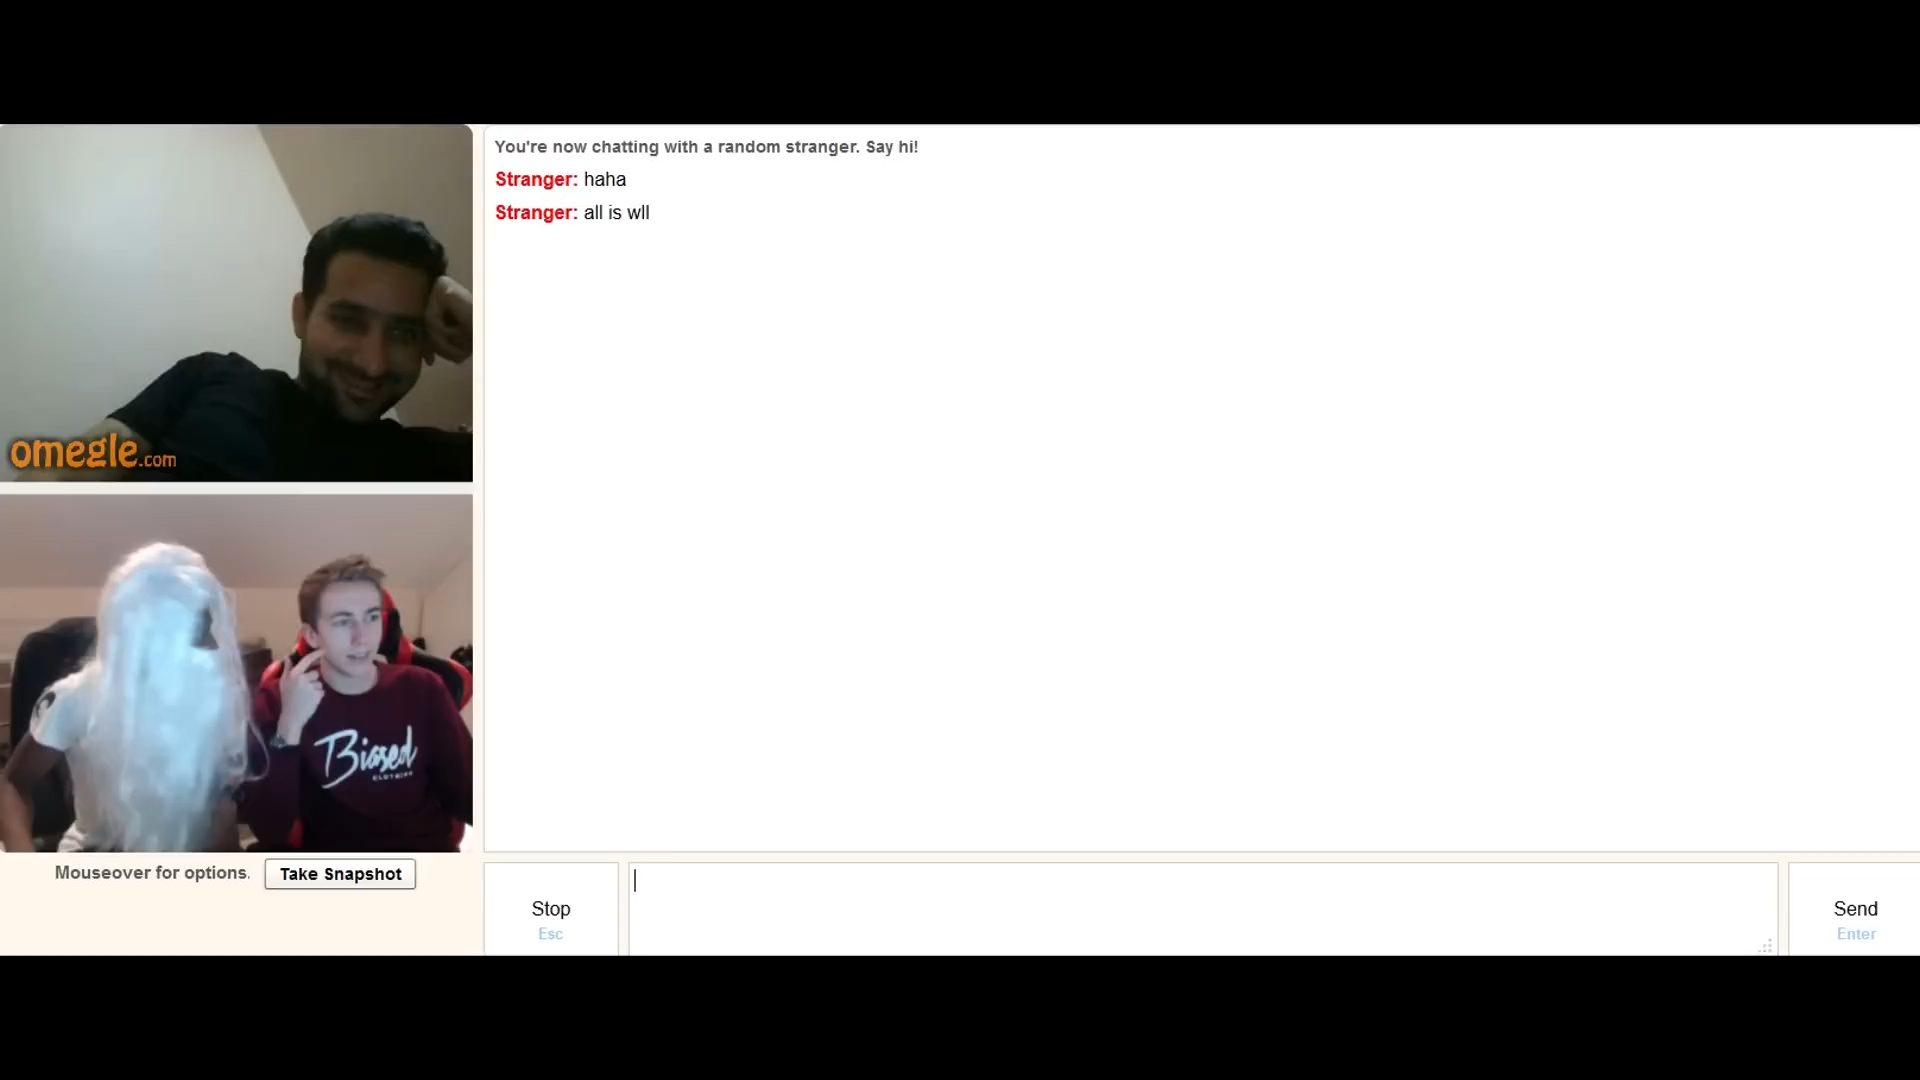 You're now chatting with a random stranger. Say hi!
Stranger: haha
Stranger: all is wll
omegle.com
Biased
CLOTHING
Mouseover for options.
Take Snapshot
Stop
Esc
Send
Enter